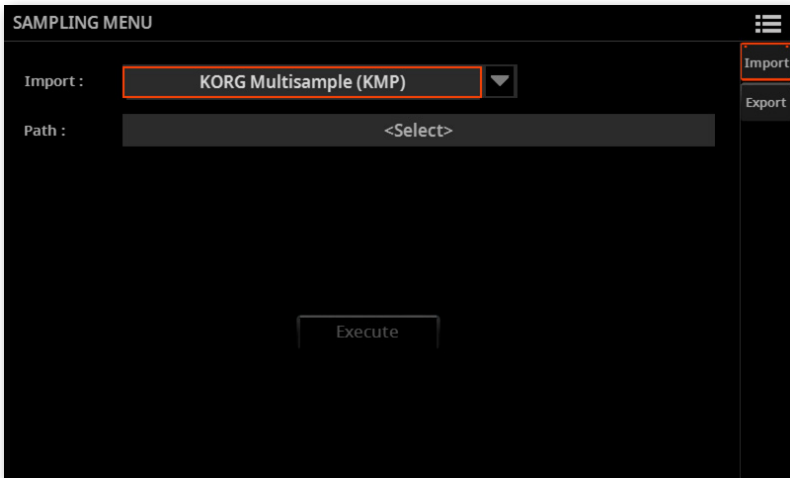 SAMPLING MENU
Import
Import :
KORG Multisample (KMP)
Export
Path :
<Select>
Execute